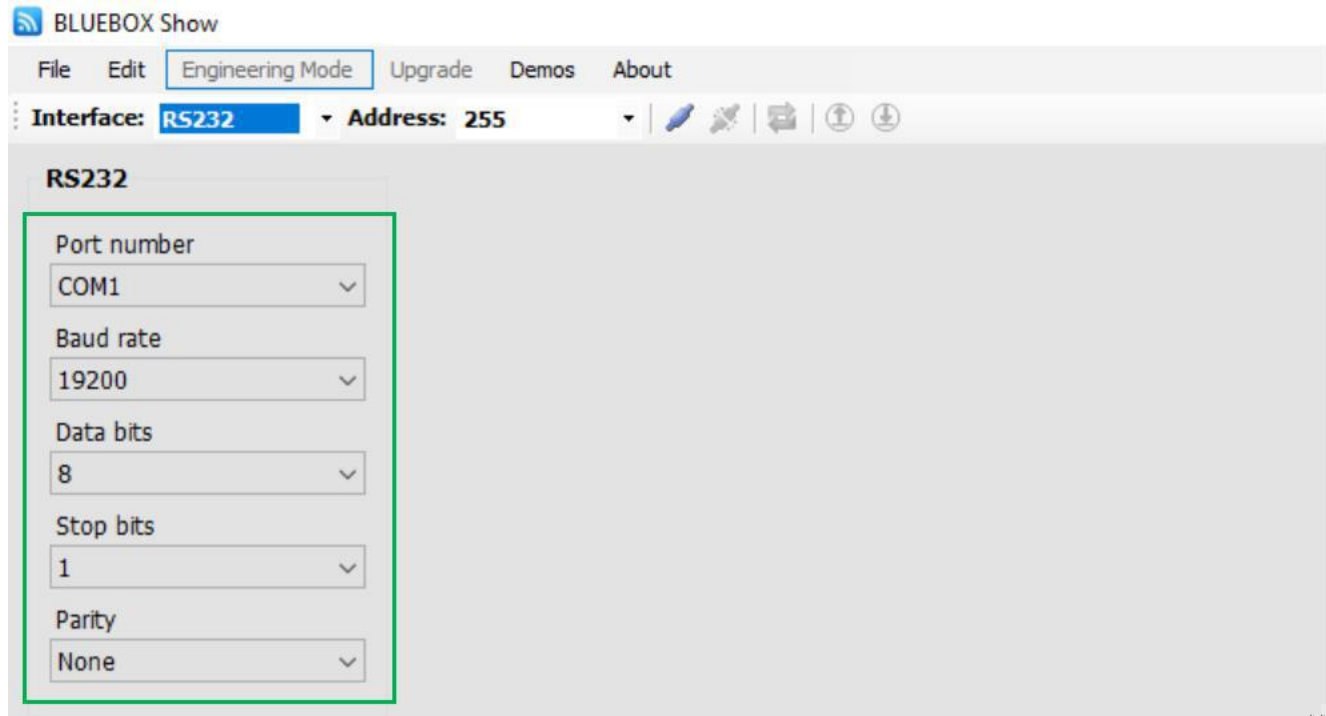 BLUEBOX Show
File Edit Engineering Mode Upgrade Demos About
Interface: RS232 Address: 255
RS232
Port number
COM1
Baud rate
19200
Data bits
8
Stop bits
1
Parity
None